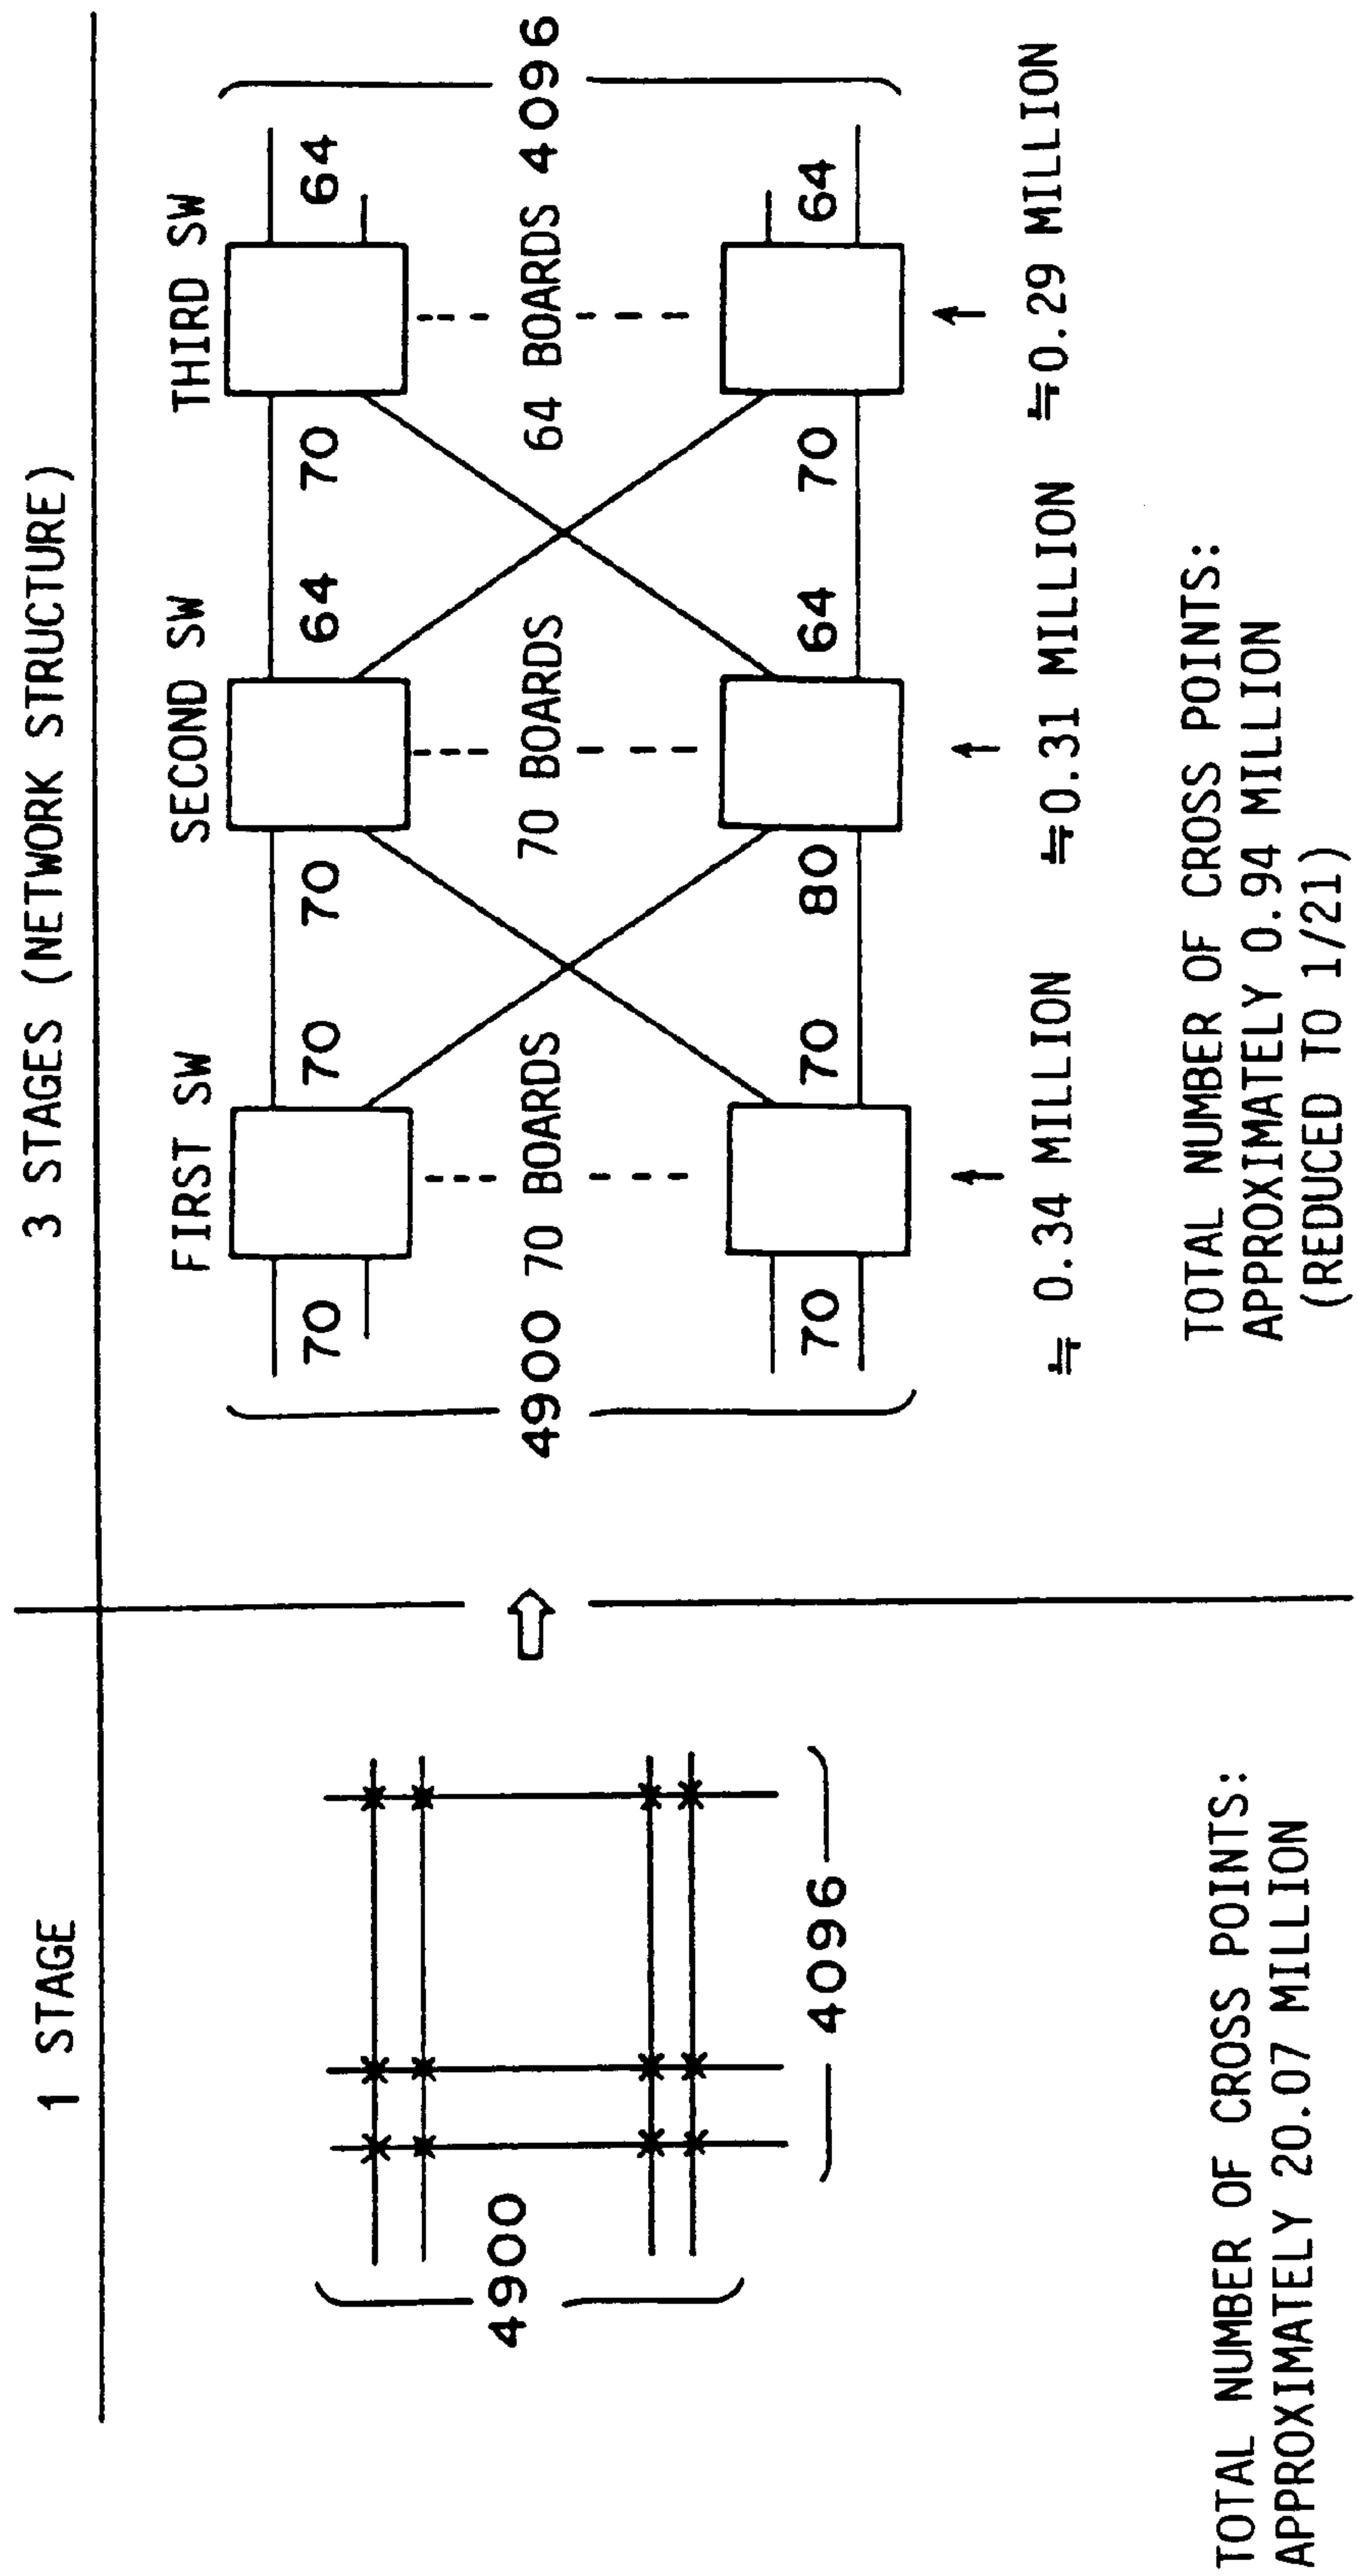 1 STAGE
4900
4096
TOTAL NUMBER OF CROSS POINTS:
APPROXIMATELY 20.07 MILLION
3 STAGES (NETWORK STRUCTURE)
FIRST SW
SECOND SW
THIRD SW
70
70
70
64
70
64
4900
70 BOARDS
70 BOARDS
64 BOARDS
4096
70
70
80
64
70
64
≒ 0.34 MILLION
≒0.31 MILLION
≒0.29 MILLION
TOTAL NUMBER OF CROSS POINTS:
APPROXIMATELY 0.94 MILLION
(REDUCED TO 1/21)